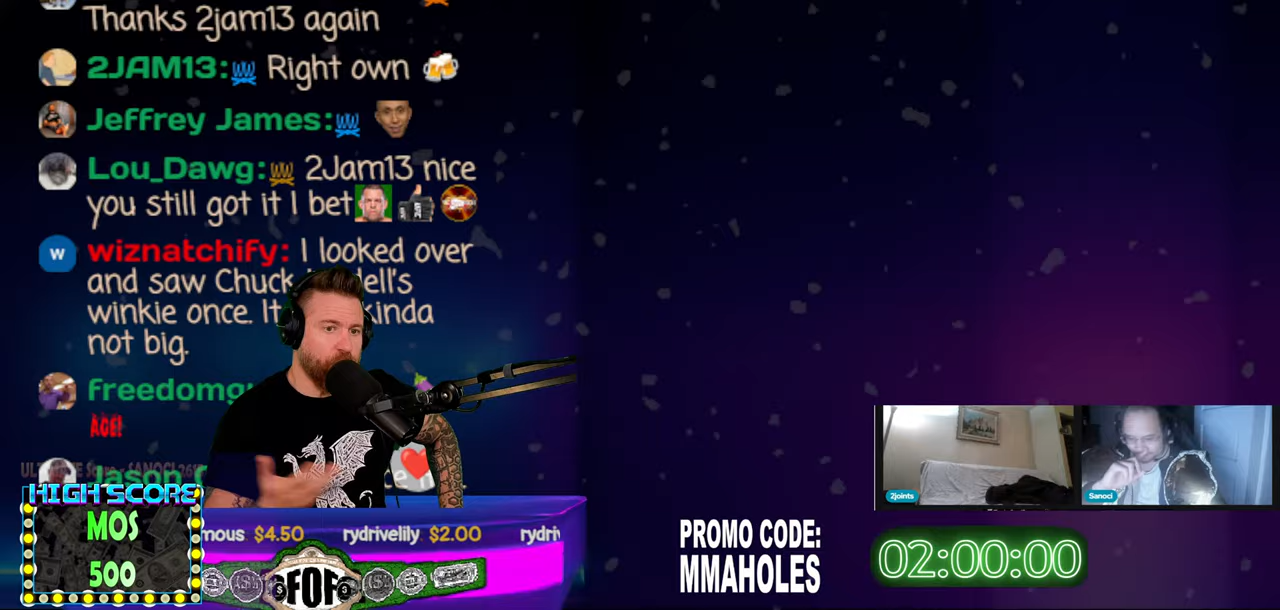 Thanks 2jam13 again
2JAM13: Right own
Jeffrey James:
Lou_Dawg: 2Jam13 nice
you still got it I bet
W wiznatchify: I looked over
and saw Chuck
winkie once. It kinda
not big.
AGE!
Jason
HIGH SCORE
MOS
500
$4.50 rydrivelily $2.00
FOF
PROMO CODE:
MMAHOLES
2joints
Sanoci
02:00:00